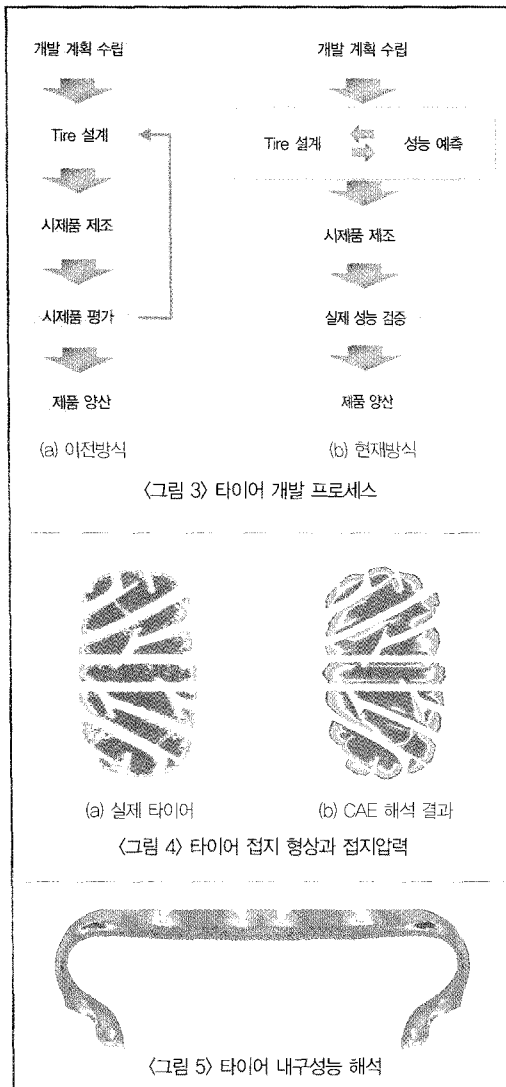 개발 계획 수립
Tire 설계
시제품 제조
시제품 평가
제품 양산
(a) 이전방식
개발 계획 수립
Tire 설계
성능 예측
시제품 제조
실제 성능 검증
제품 양산
(b) 현재방식
〈그림 3〉 타이어 개발 프로세스
(a) 실제 타이어
(b) CAE 해석 결과
〈그림 4〉 타이어 접지 형상과 접지압력
〈그림 5〉 타이어 내구성능 해석